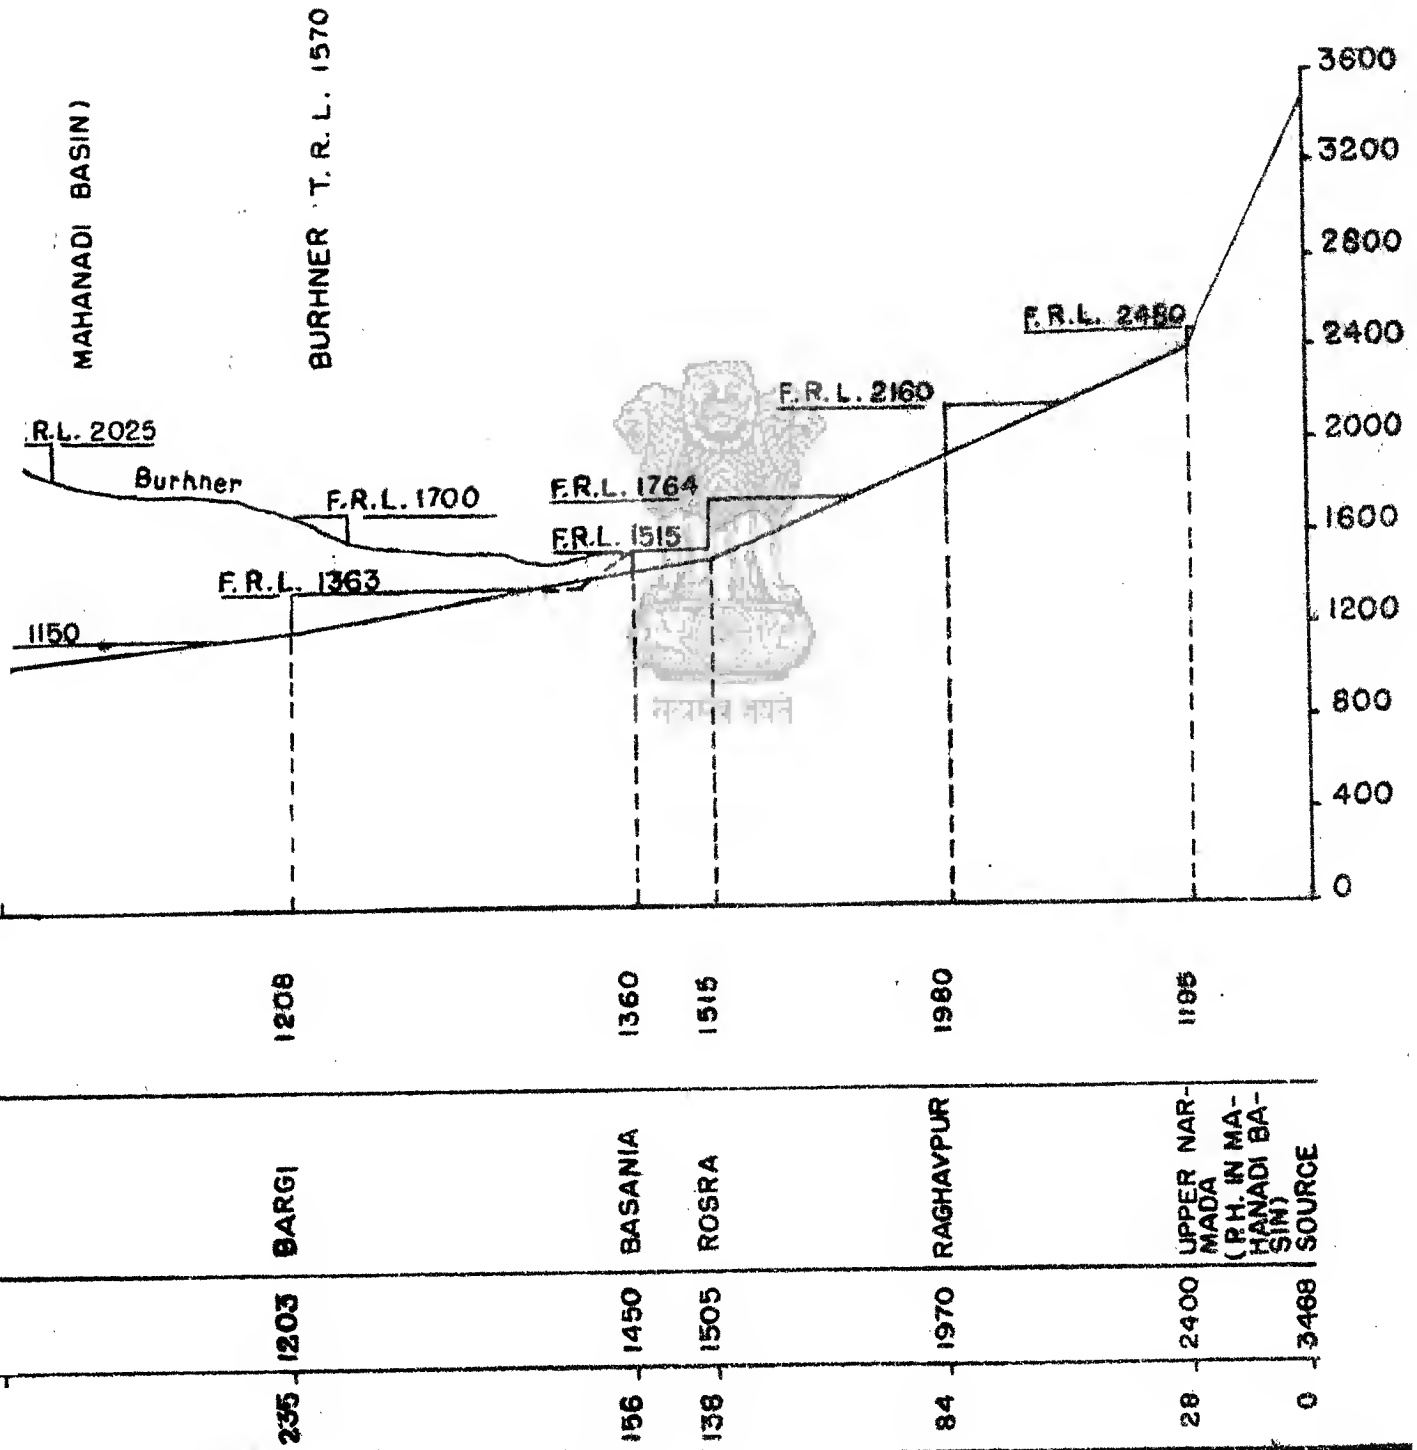 MAHANADI BASIN)
BURHNER T.R.L. 1570
3600
3200
2800
2400
2000
1600
1200
800
400
0
F.R.L. 2480
F.R.L. 2160
R.L. 2025
Burhner
F.R.L. 1700
F.R.L. 1764
F.R.L. 1515
F.R.L. 1363
1150
1208
1360
1515
1980
1195
BARGI
BASANIA
ROSRA
RAGHAVPUR
UPPER NAR-
MADA
(P.H. IN MA-
HANADI BA-
SIN)
SOURCE
1203
1450
1505
1970
2400
3468
235
156
138
84
28
0